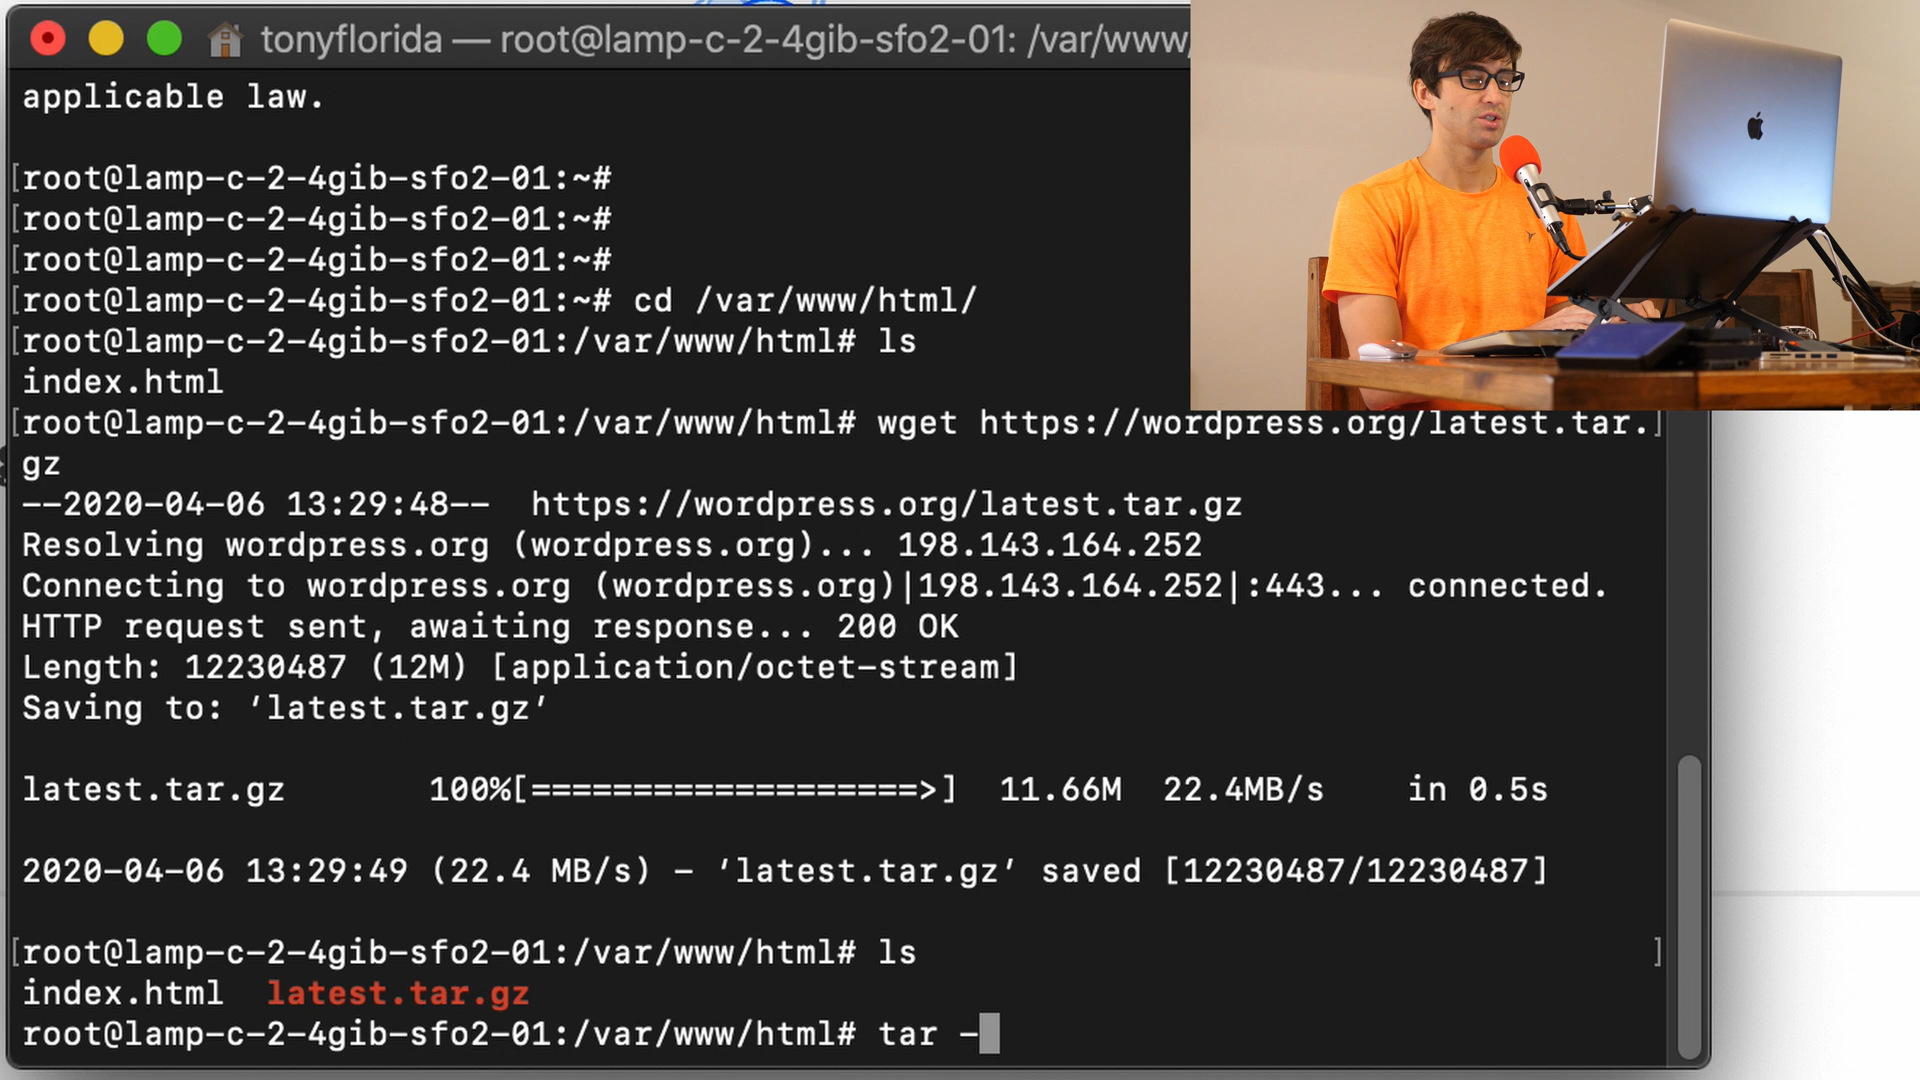 tonyflorida — root@lamp-c-2-4gib-sfo2-01: /var/www/
applicable law.
[root@lamp-c-2-4gib-sfo2-01:~#
[root@lamp-c-2-4gib-sfo2-01:~#
[root@lamp-c-2-4gib-sfo2-01:~#
[root@lamp-c-2-4gib-sfo2-01:~# cd /var/www/html/
[root@lamp-c-2-4gib-sfo2-01:/var/www/html# ls
index.html
[root@lamp-c-2-4gib-sfo2-01:/var/www/html# wget https://wordpress.org/latest.tar.]
gz
--2020-04-06 13:29:48--  https://wordpress.org/latest.tar.gz
Resolving wordpress.org (wordpress.org)... 198.143.164.252
Connecting to wordpress.org (wordpress.org)|198.143.164.252|:443... connected.
HTTP request sent, awaiting response... 200 OK
Length: 12230487 (12M) [application/octet-stream]
Saving to: ‘latest.tar.gz’
latest.tar.gz       100%[===================>]  11.66M  22.4MB/s    in 0.5s
2020-04-06 13:29:49 (22.4 MB/s) - ‘latest.tar.gz’ saved [12230487/12230487]
[root@lamp-c-2-4gib-sfo2-01:/var/www/html# ls ]
index.html  latest.tar.gz
root@lamp-c-2-4gib-sfo2-01:/var/www/html# tar -